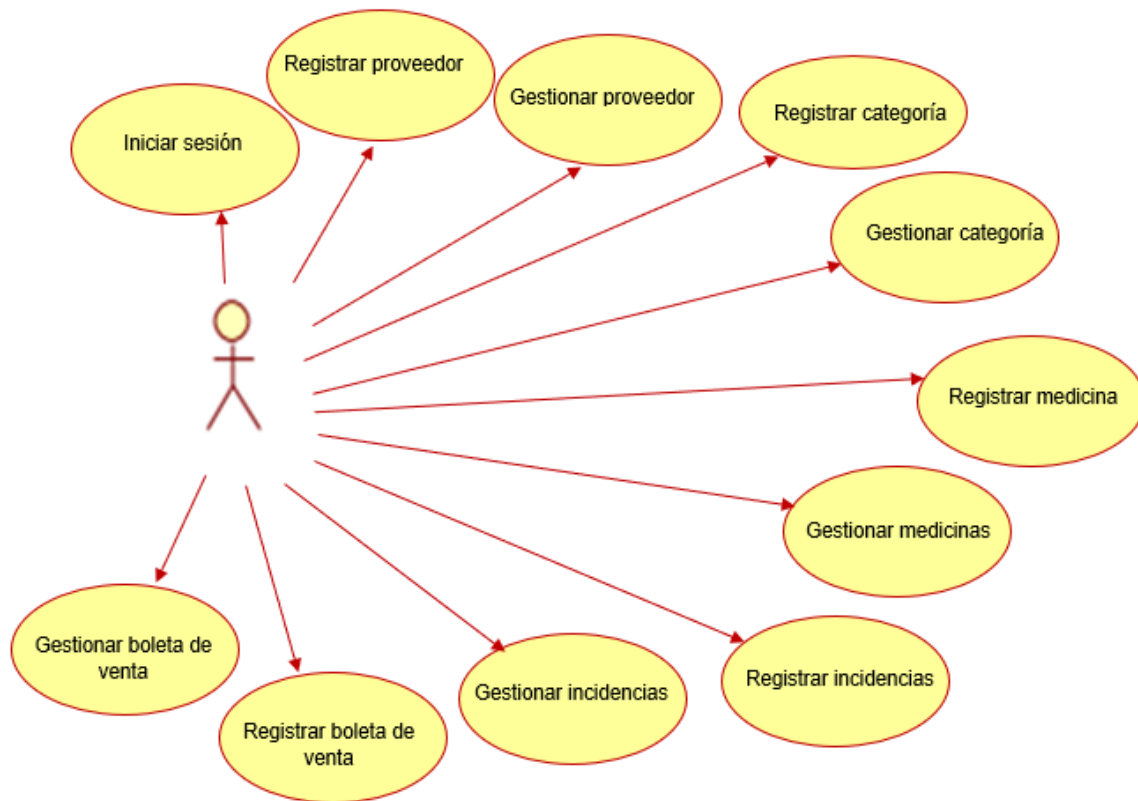 Registrar proveedor
Gestionar proveedor
Registrar categoría
Iniciar sesión
Gestionar categoría
Registrar medicina
Gestionar medicinas
Gestionar boleta de
venta
Registrar incidencias
Gestionar incidencias
Registrar boleta de
venta